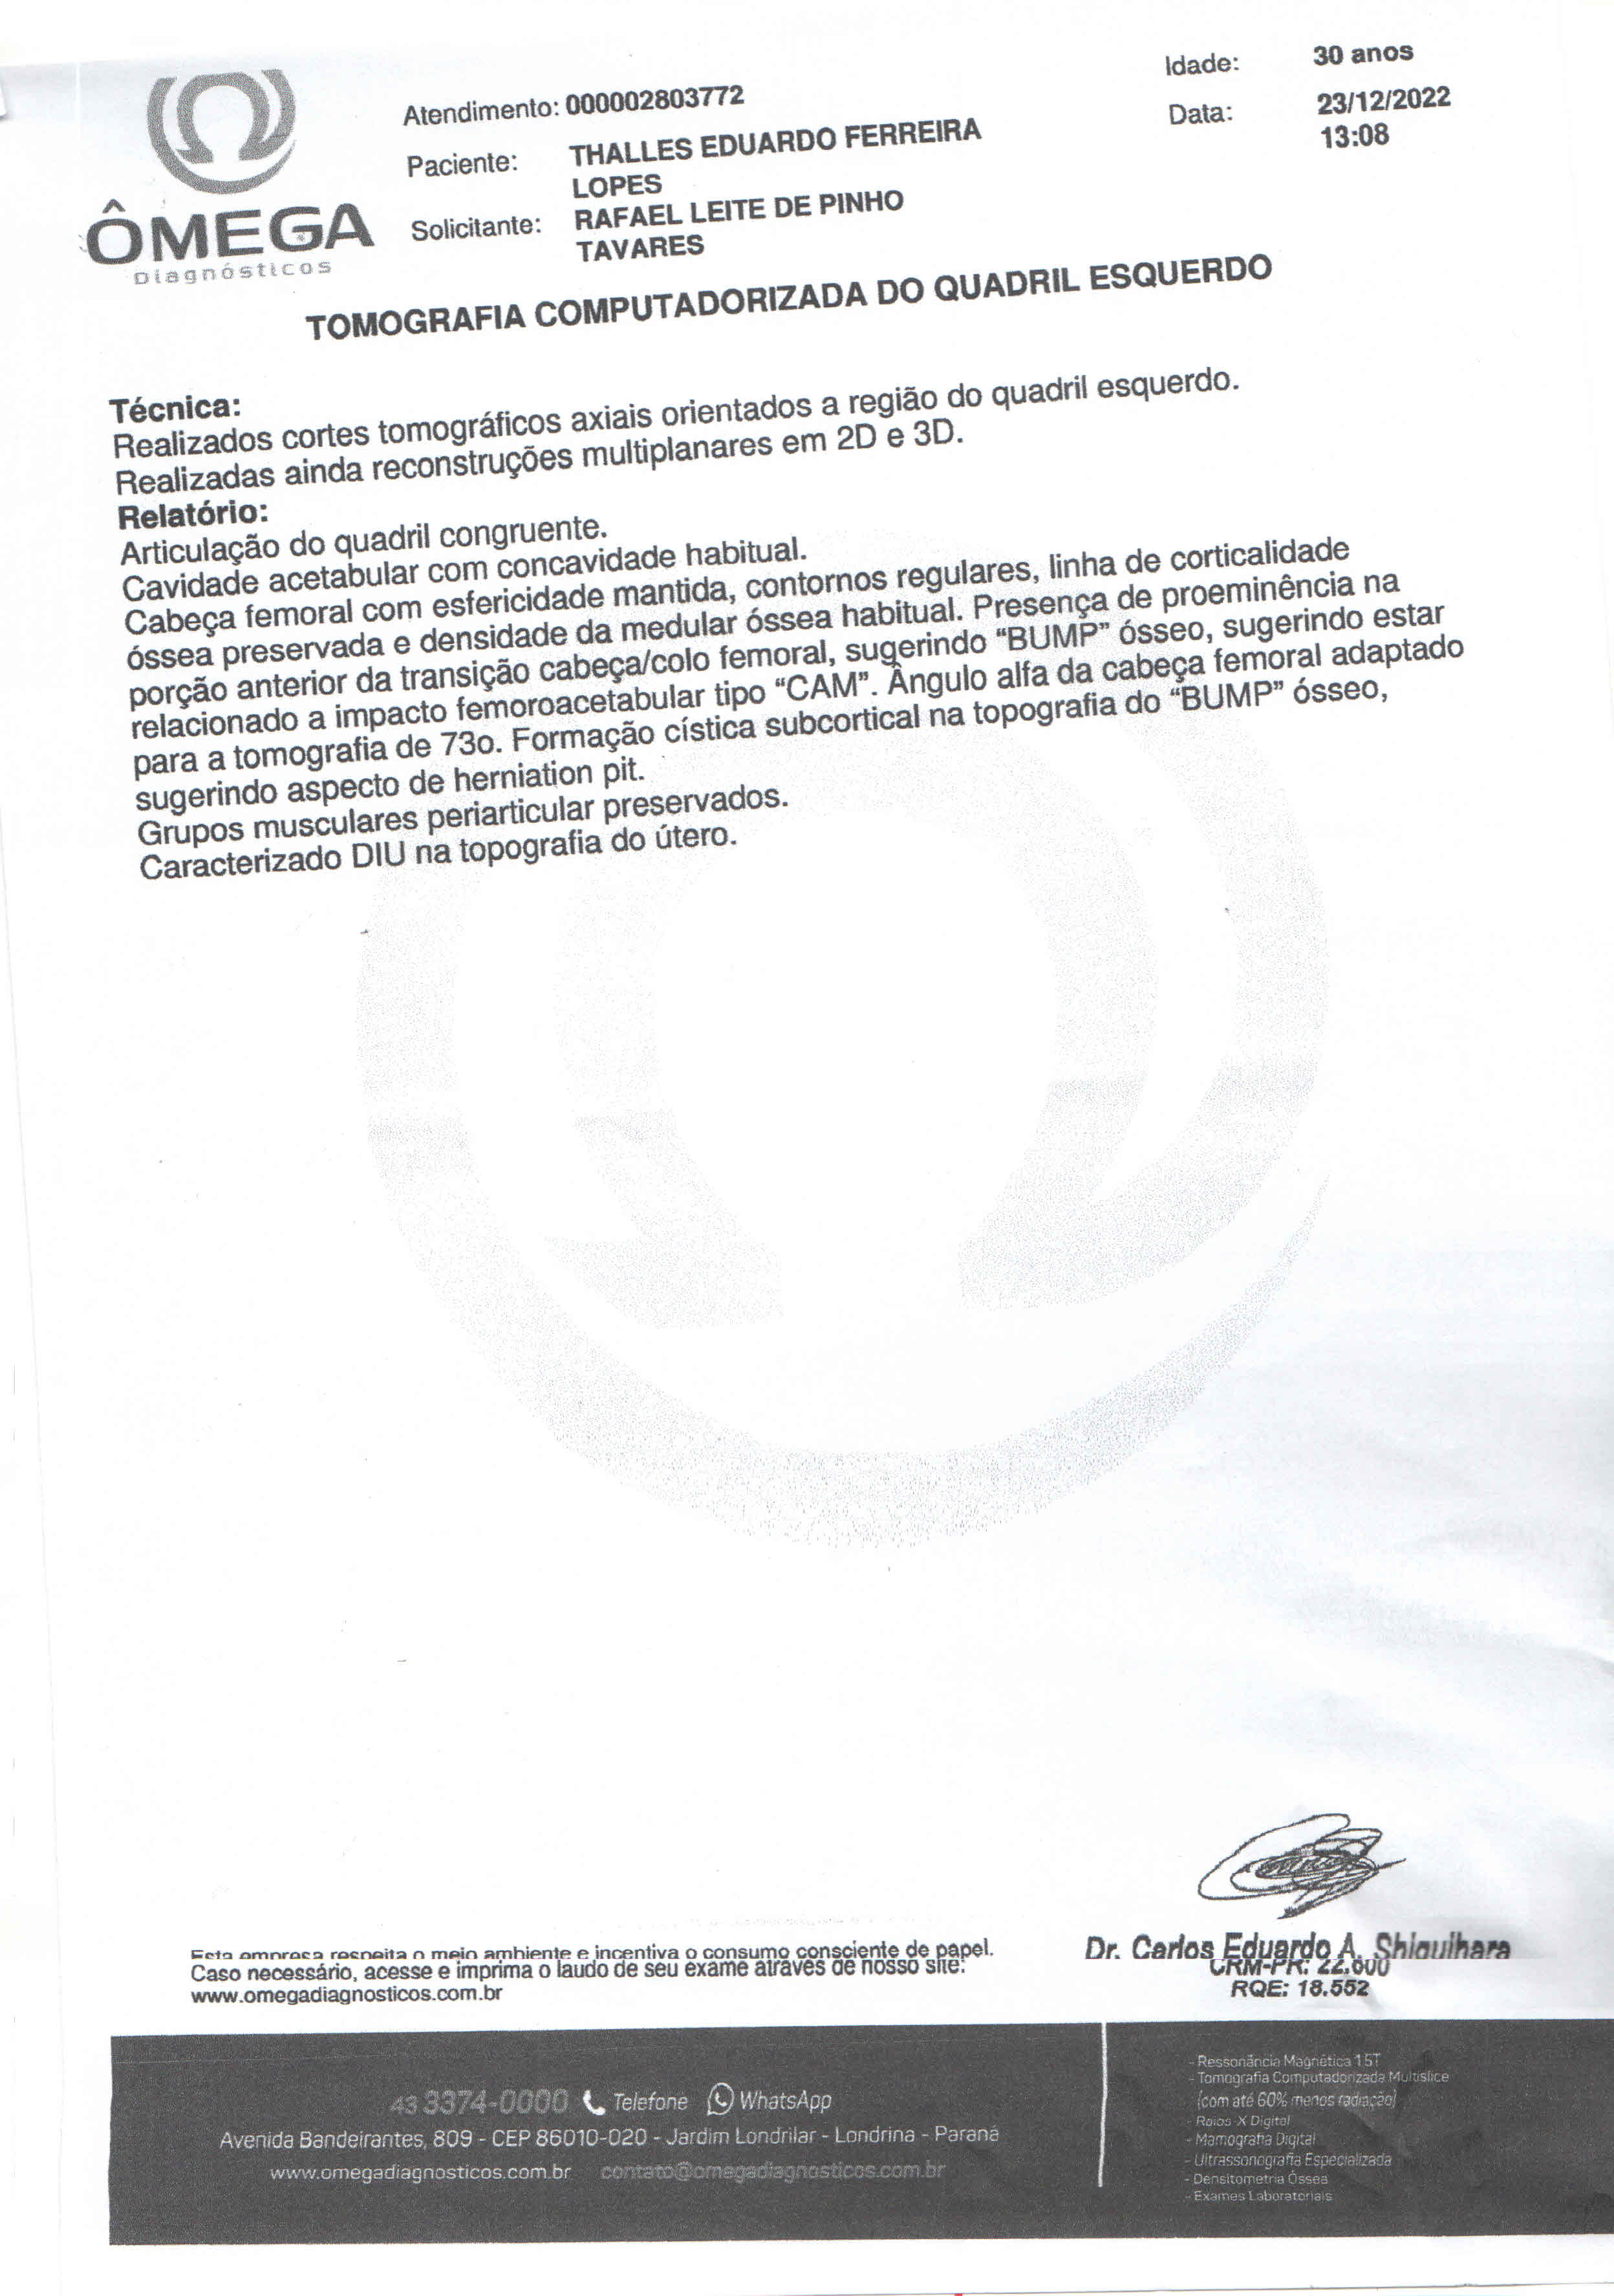 ÔMEGA
Diagnósticos
Atendimento: 000002803772
Paciente: THALLES EDUARDO FERREIRA
LOPES
Solicitante: RAFAEL LEITE DE PINHO
TAVARES
Idade: 30 anos
Data: 23/12/2022
13:08
TOMOGRAFIA COMPUTADORIZADA DO QUADRIL ESQUERDO
Técnica:
Realizados cortes tomográficos axiais orientados a região do quadril esquerdo.
Realizadas ainda reconstruções multiplanares em 2D e 3D.
Relatório:
Articulação do quadril congruente.
Cavidade acetabular com concavidade habitual.
Cabeça femoral com esfericidade mantida, contornos regulares, linha de corticalidade
óssea preservada e densidade da medular óssea habitual. Presença de proeminência na
porção anterior da transição cabeça/colo femoral, sugerindo “BUMP” ósseo, sugerindo estar
relacionado a impacto femoroacetabular tipo “CAM”. Ângulo alfa da cabeça femoral adaptado
para a tomografia de 73o. Formação cística subcortical na topografia do “BUMP” ósseo,
sugerindo aspecto de herniation pit.
Grupos musculares periarticular preservados.
Caracterizado DIU na topografia do útero.
Esta empresa respeita o meio ambiente e incentiva o consumo consciente de papel.
Caso necessário, acesse e imprima o laudo de seu exame através de nosso site:
www.omegadiagnosticos.com.br
Dr. Carlos Eduardo A. Shiguihara
CRM-PR: 22.600
RQE: 18.552
43 3374-0000 Telefone WhatsApp
Avenida Bandeirantes, 809 - CEP 86010-020 - Jardim Londrilar - Londrina - Paraná
www.omegadiagnosticos.com.br contato@omegadiagnosticos.com.br
- Ressonância Magnética 1.5T
- Tomografia Computadorizada Multislice
(com até 60% menos radiação)
- Raios-X Digital
- Mamografia Digital
- Ultrassonografia Especializada
- Densitometria Óssea
- Exames Laboratoriais